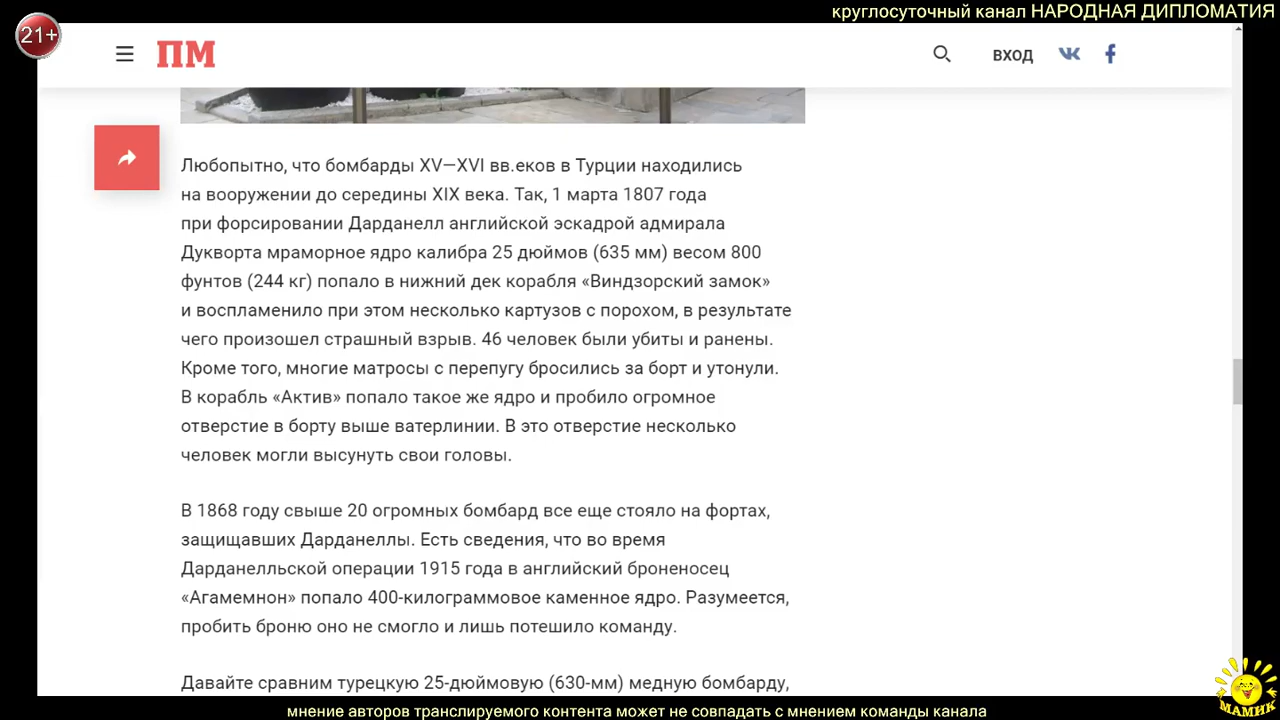 круглосуточный канал НАРОДНАЯ ДИПЛОМАТИЯ
21+
ПМ
ВХОД
Любопытно, что бомбарды XV—XVI вв.еков в Турции находились
на вооружении до середины XIX века. Так, 1 марта 1807 года
при форсировании Дарданелл английской эскадрой адмирала
Дукворта мраморное ядро калибра 25 дюймов (635 мм) весом 800
фунтов (244 кг) попало в нижний дек корабля «Виндзорский замок»
и воспламенило при этом несколько картузов с порохом, в результате
чего произошел страшный взрыв. 46 человек были убиты и ранены.
Кроме того, многие матросы с перепугу бросились за борт и утонули.
В корабль «Актив» попало такое же ядро и пробило огромное
отверстие в борту выше ватерлинии. В это отверстие несколько
человек могли высунуть свои головы.
В 1868 году свыше 20 огромных бомбард все еще стояло на фортах,
защищавших Дарданеллы. Есть сведения, что во время
Дарданелльской операции 1915 года в английский броненосец
«Агамемнон» попало 400-килограммовое каменное ядро. Разумеется,
пробить броню оно не смогло и лишь потешило команду.
Давайте сравним турецкую 25-дюймовую (630-мм) медную бомбарду,
МАМИК
мнение авторов транслируемого контента может не совпадать с мнением команды канала